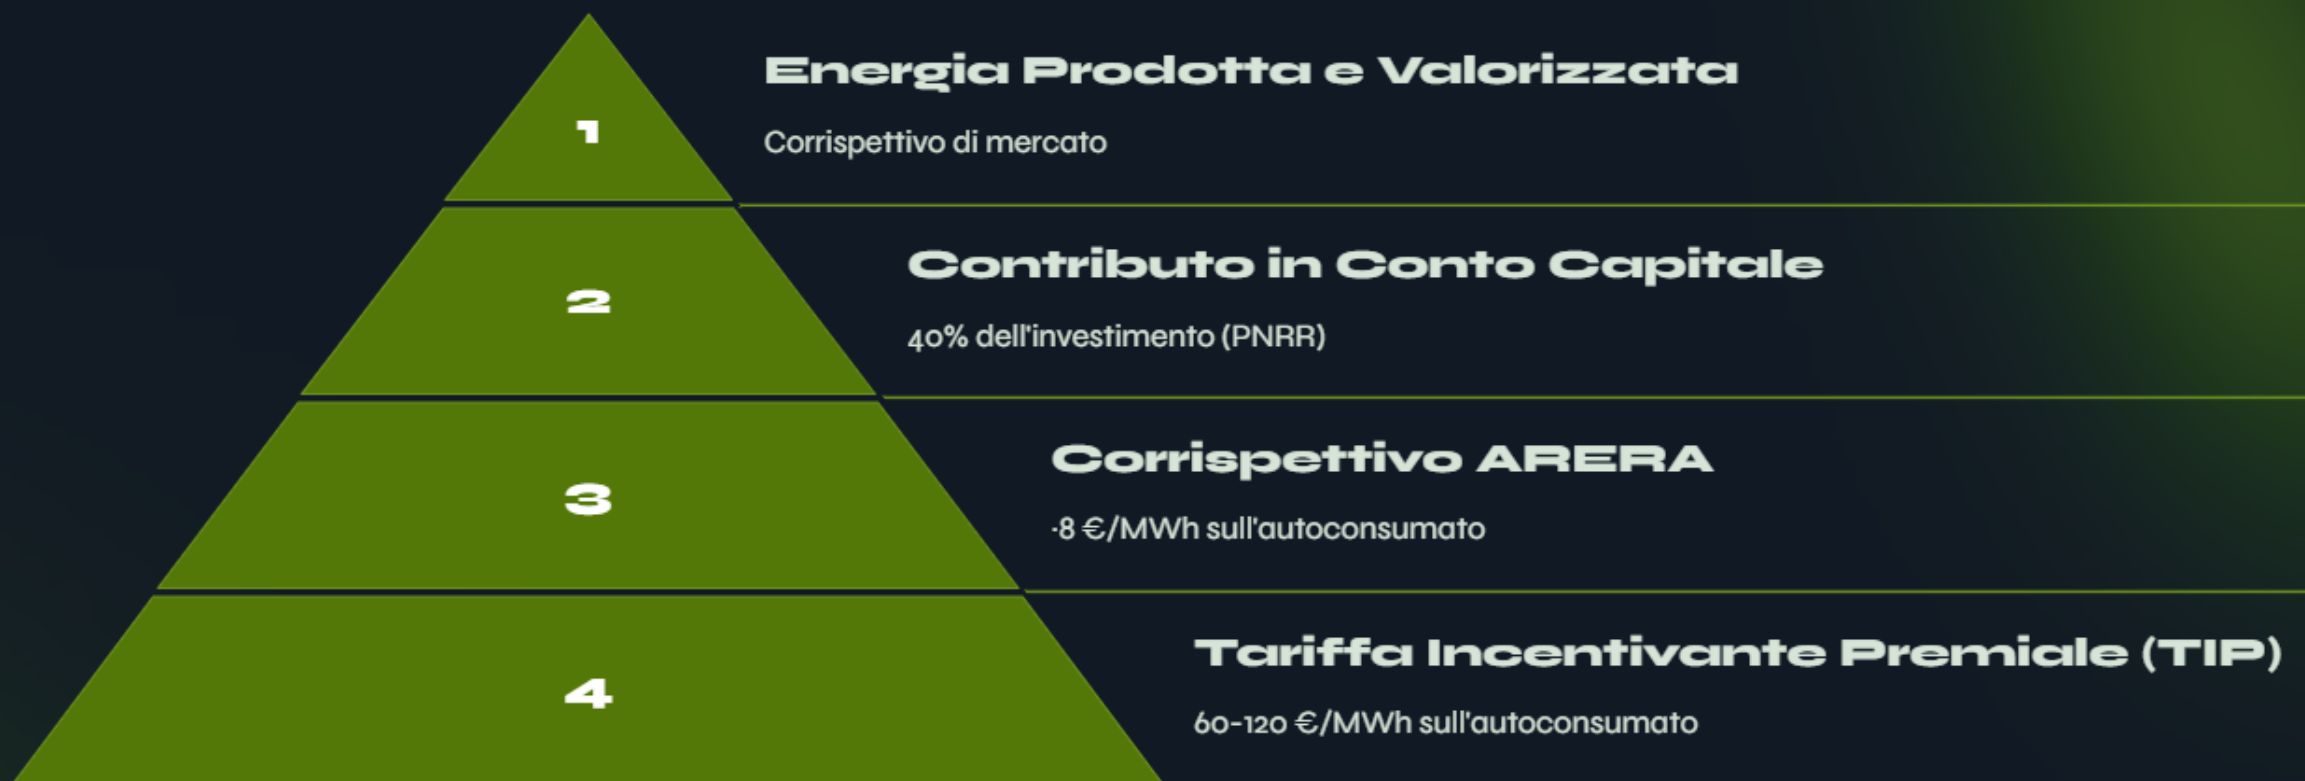 1
Energia Prodotta e Valorizzata
Corrispettivo di mercato
2
Contributo in Conto Capitale
40% dell'investimento (PNRR)
3
Corrispettivo ARERA
-8 €/MWh sull'autoconsumato
4
Tariffa Incentivante Premiale (TIP)
60-120 €/MWh sull'autoconsumato